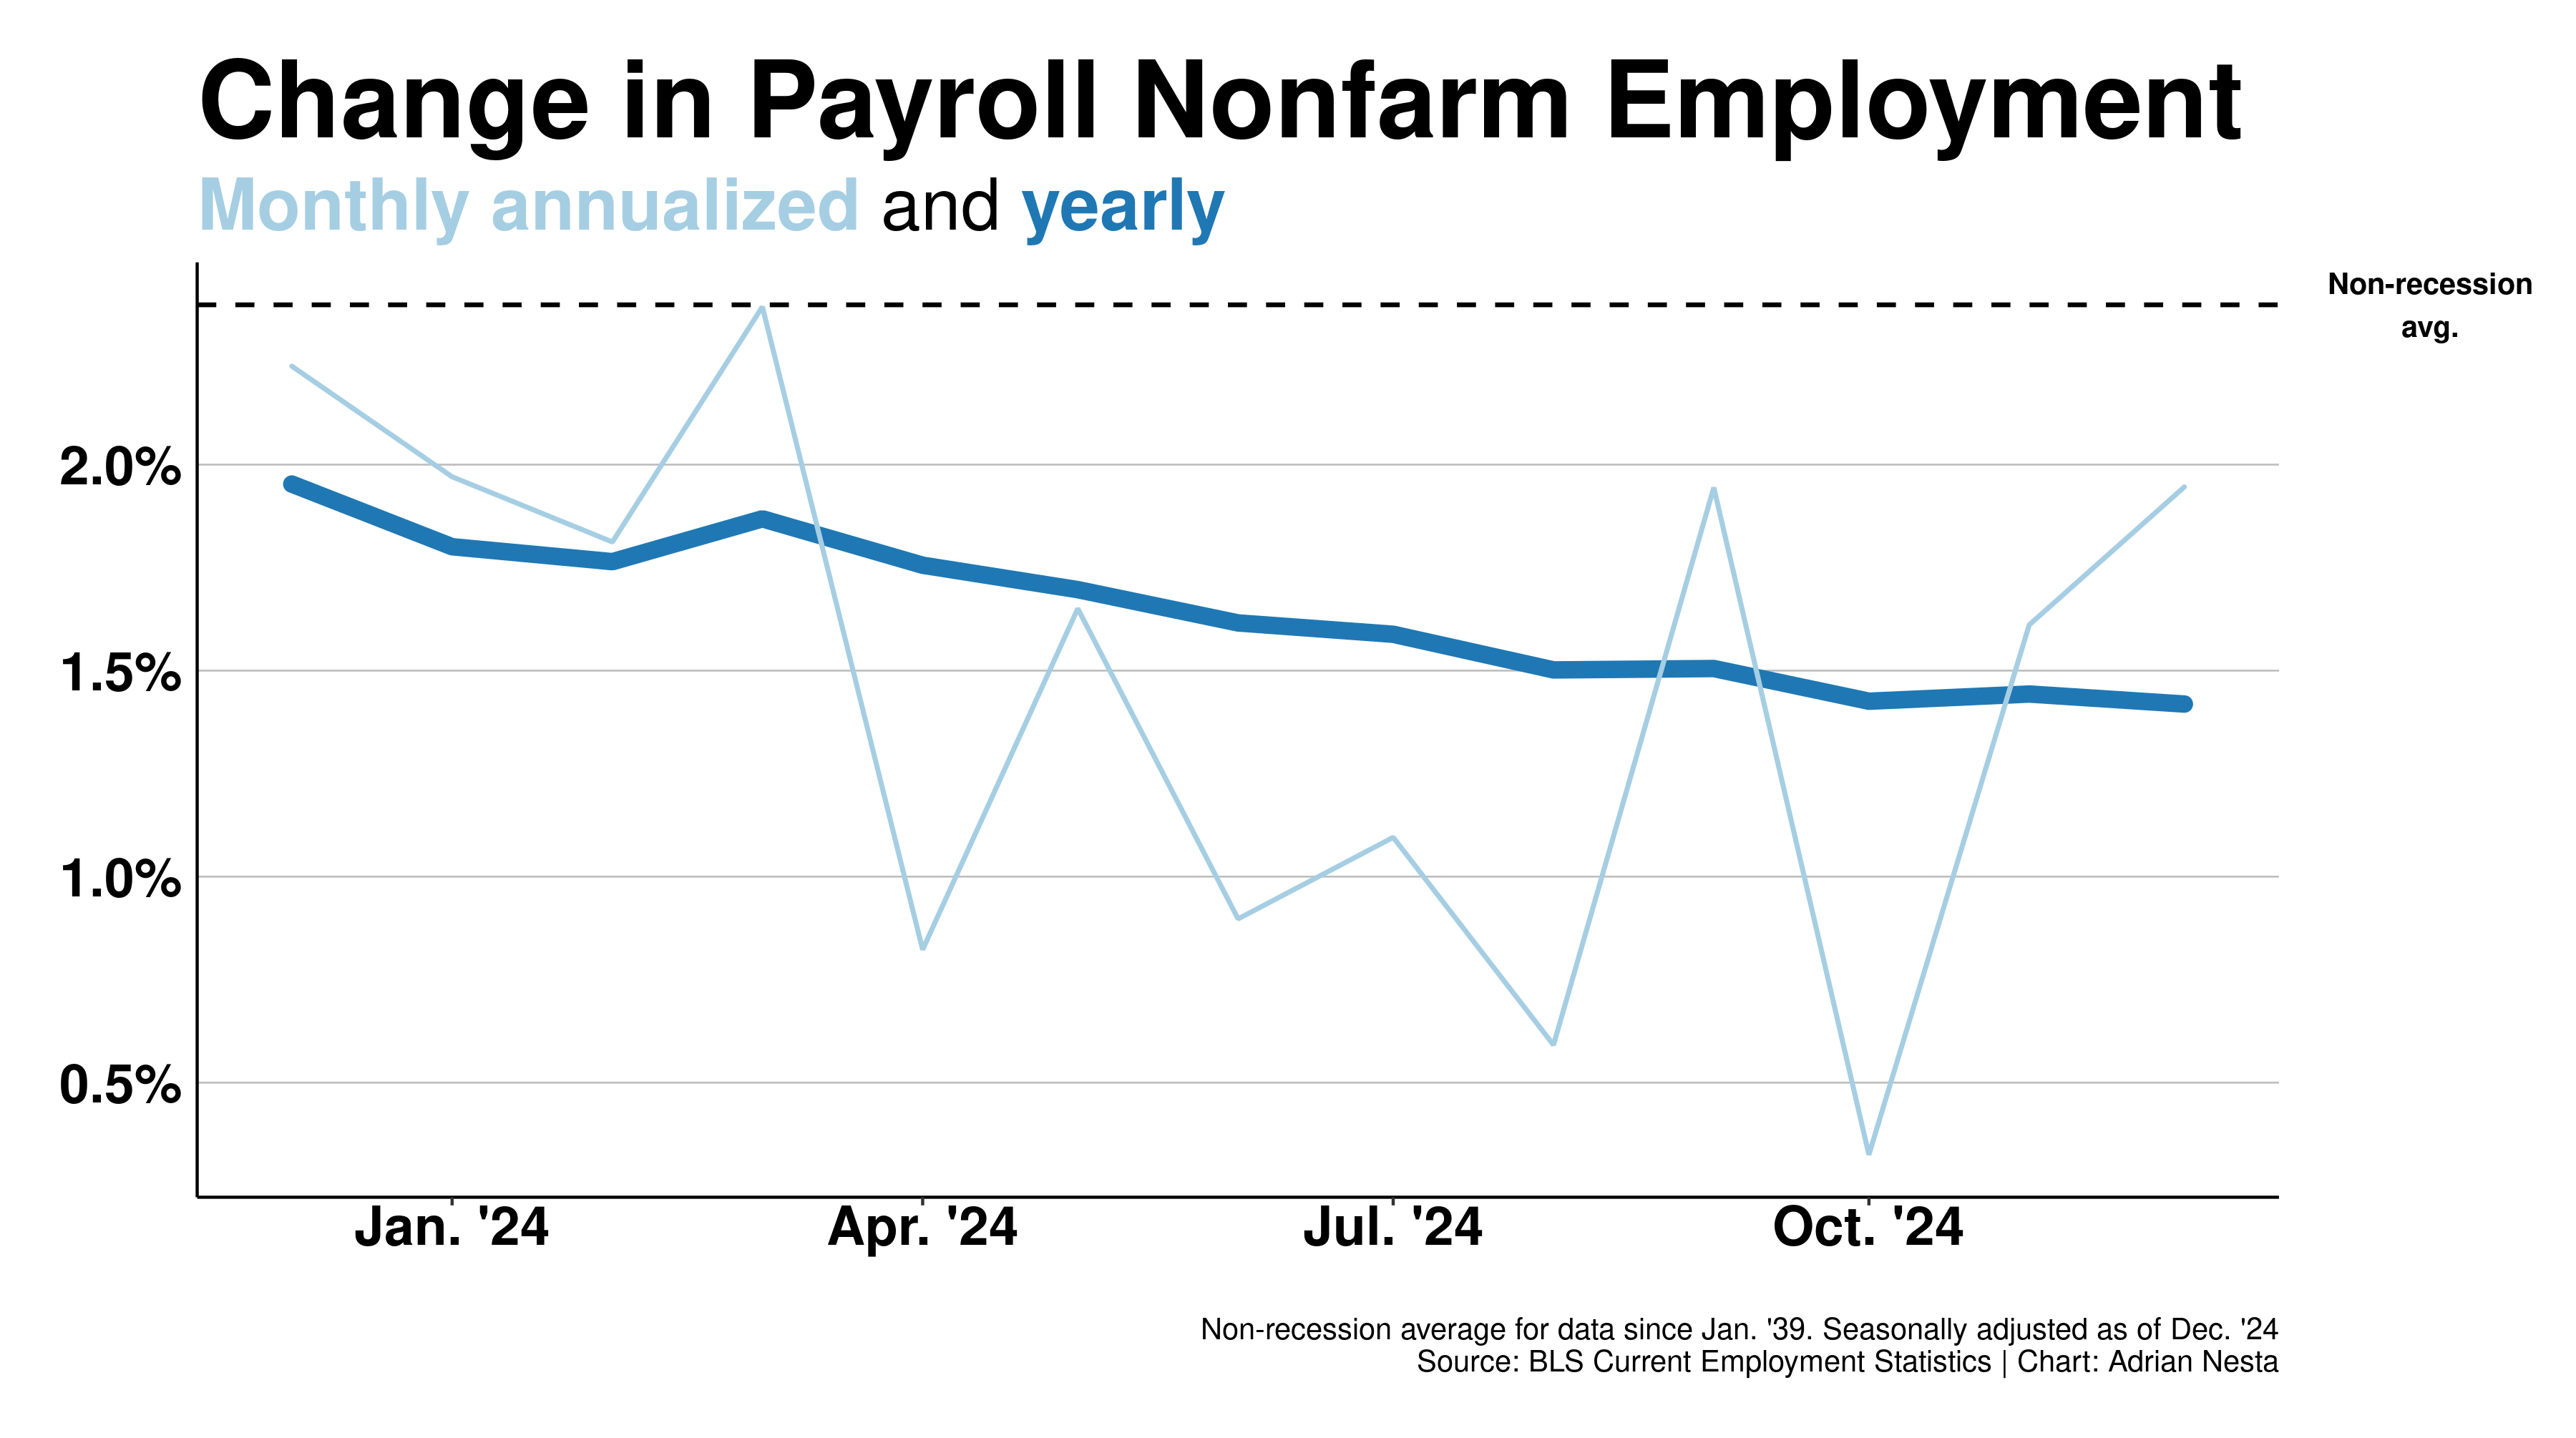 Change in Payroll Nonfarm Employment
Monthly annualized and yearly
Non-recession
avg.
2.0%
1.5%
1.0%
0.5%
Jan. '24
Apr. '24
Jul. '24
Oct. '24
Non-recession average for data since Jan. '39. Seasonally adjusted as of Dec. '24
Source: BLS Current Employment Statistics | Chart: Adrian Nesta